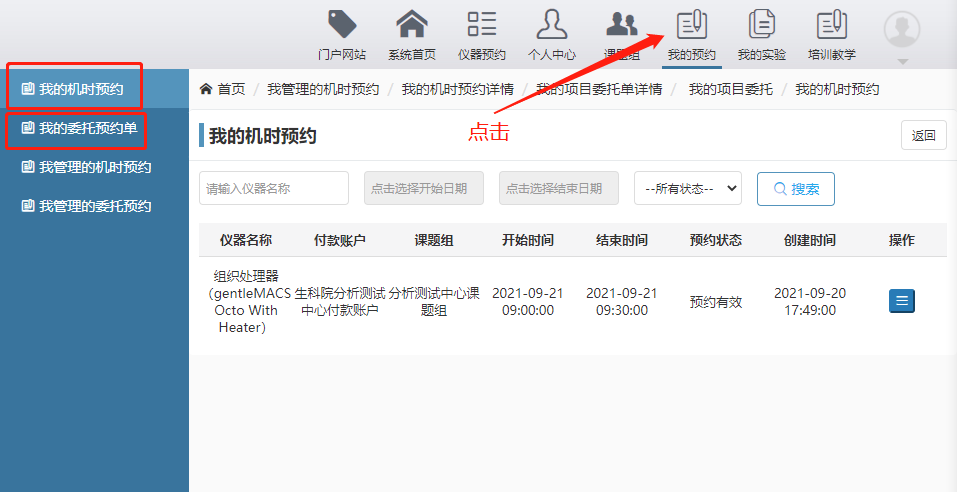 门户网站 系统首页 仪器预约 个人中心 课题组 我的预约 我的实验 培训教学
我的机时预约
我的委托预约单
我管理的机时预约
我管理的委托预约
首页 / 我管理的机时预约 / 我的机时预约详情 / 我的项目委托单详情 / 我的项目委托 / 我的机时预约
点击
我的机时预约
返回
请输入仪器名称 点击选择开始日期 点击选择结束日期 --所有状态-- 搜索
仪器名称 付款账户 课题组 开始时间 结束时间 预约状态 创建时间 操作
组织处理器
(gentleMACS 生科院分析测试 分析测试中心课 2021-09-21 2021-09-21 预约有效 2021-09-20
Octo With 中心付款账户 题组 09:00:00 09:30:00 17:49:00
Heater)